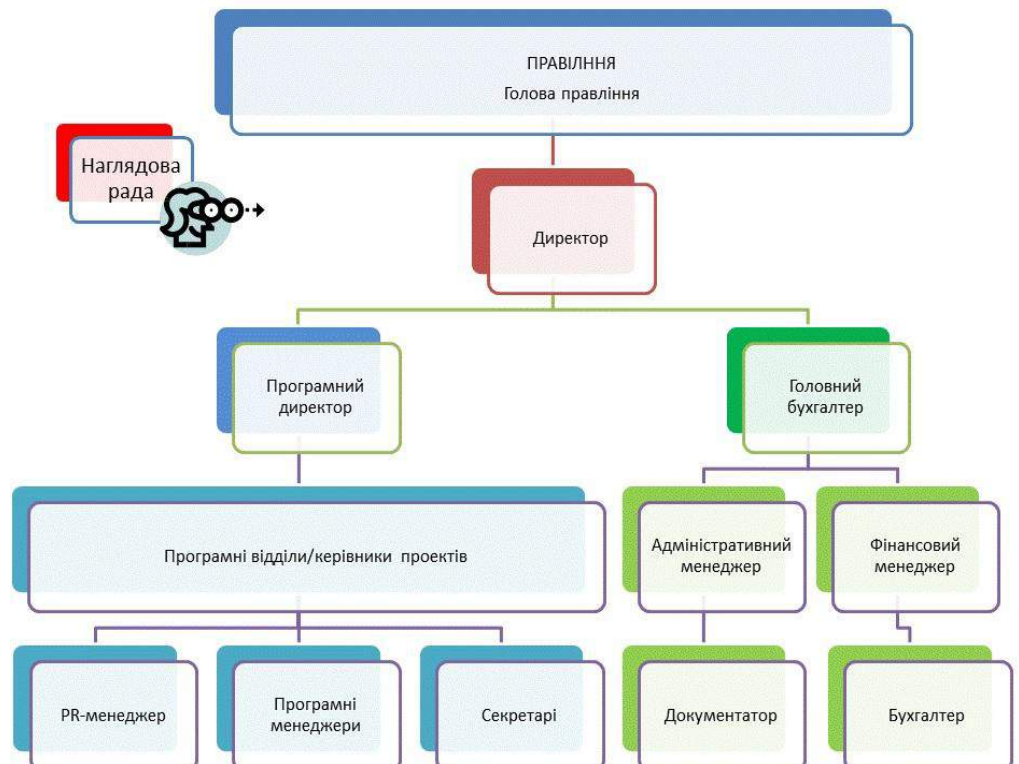 ПРАВІЛННЯ
Голова правління
Наглядова
рада
Директор
Програмний
директор
Головний
бухгалтер
Програмні відділи/керівники проектів
Адміністративний
менеджер
Фінансовий
менеджер
PR-менеджер
Програмні
менеджери
Секретарі
Документатор
Бухгалтер